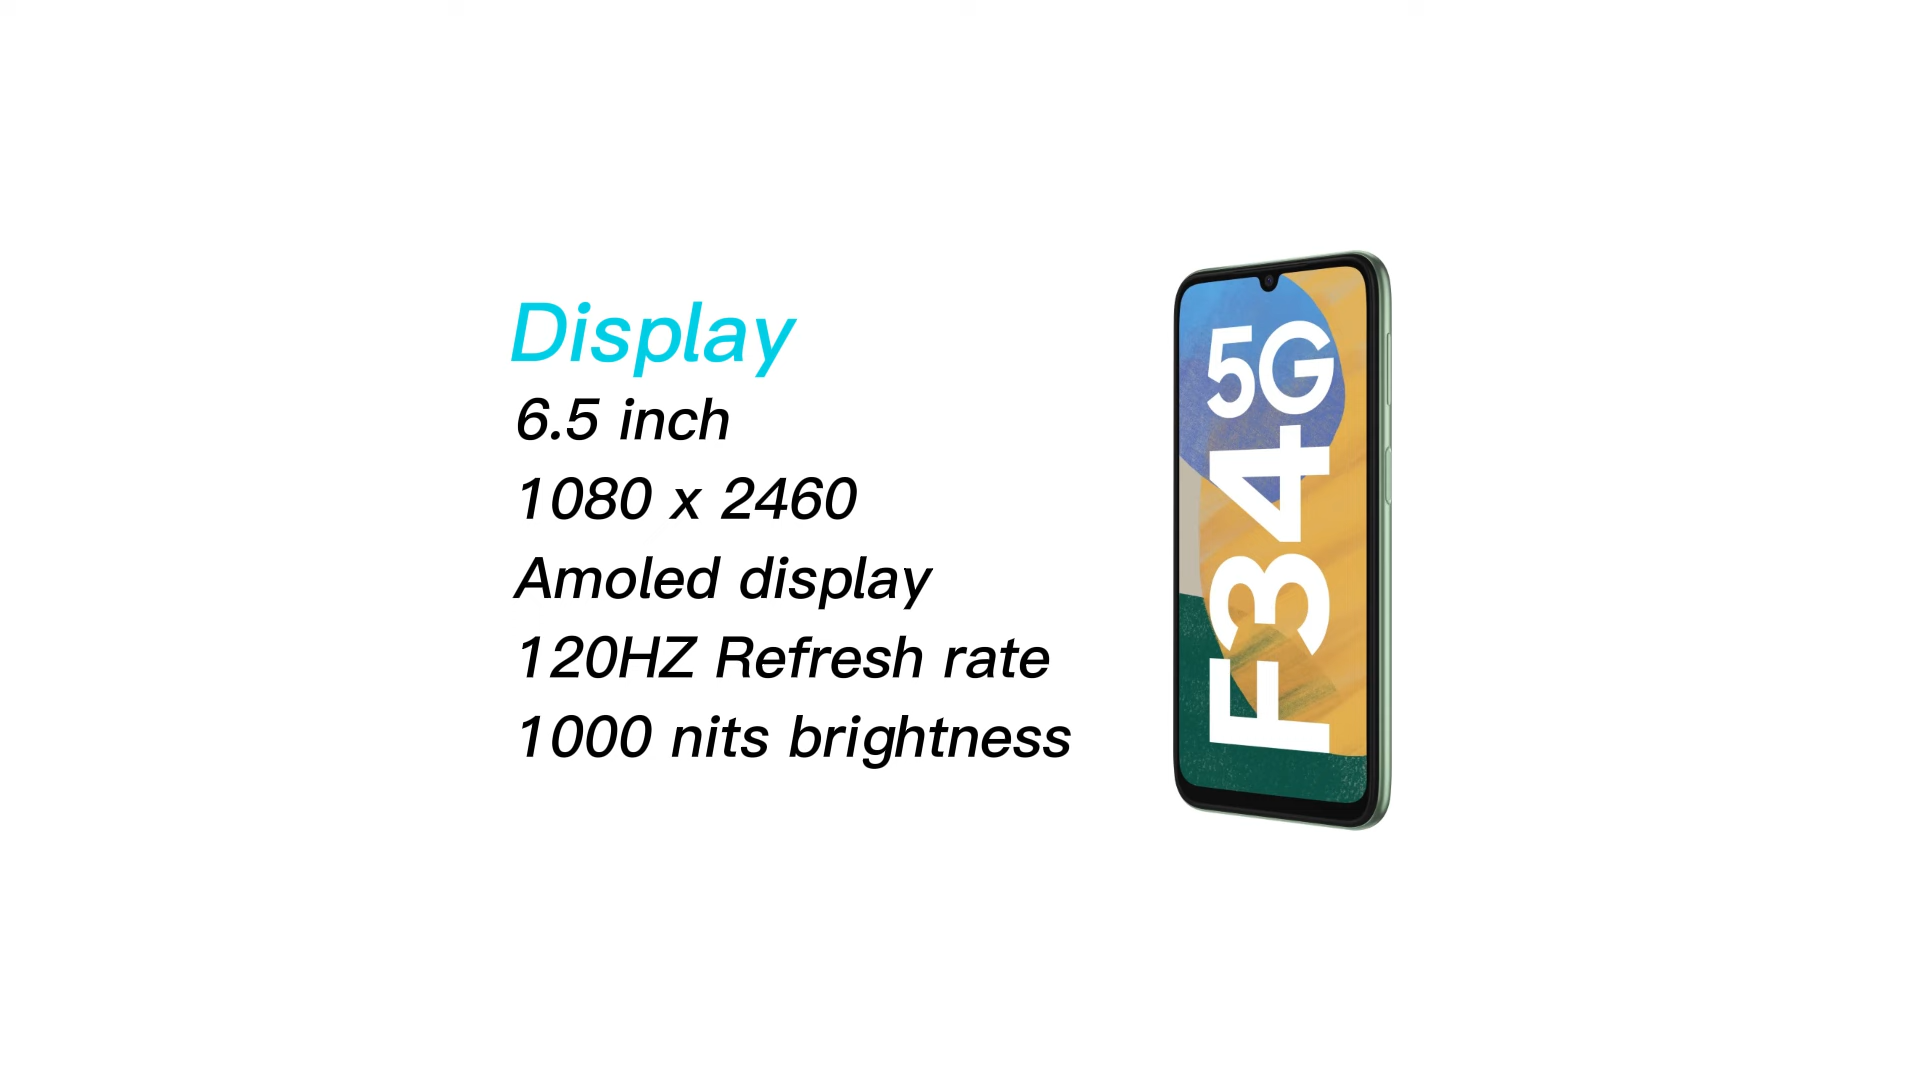 Display
6.5 inch
1080 x 2460
Amoled display
120HZ Refresh rate
1000 nits brightness
5G
F34